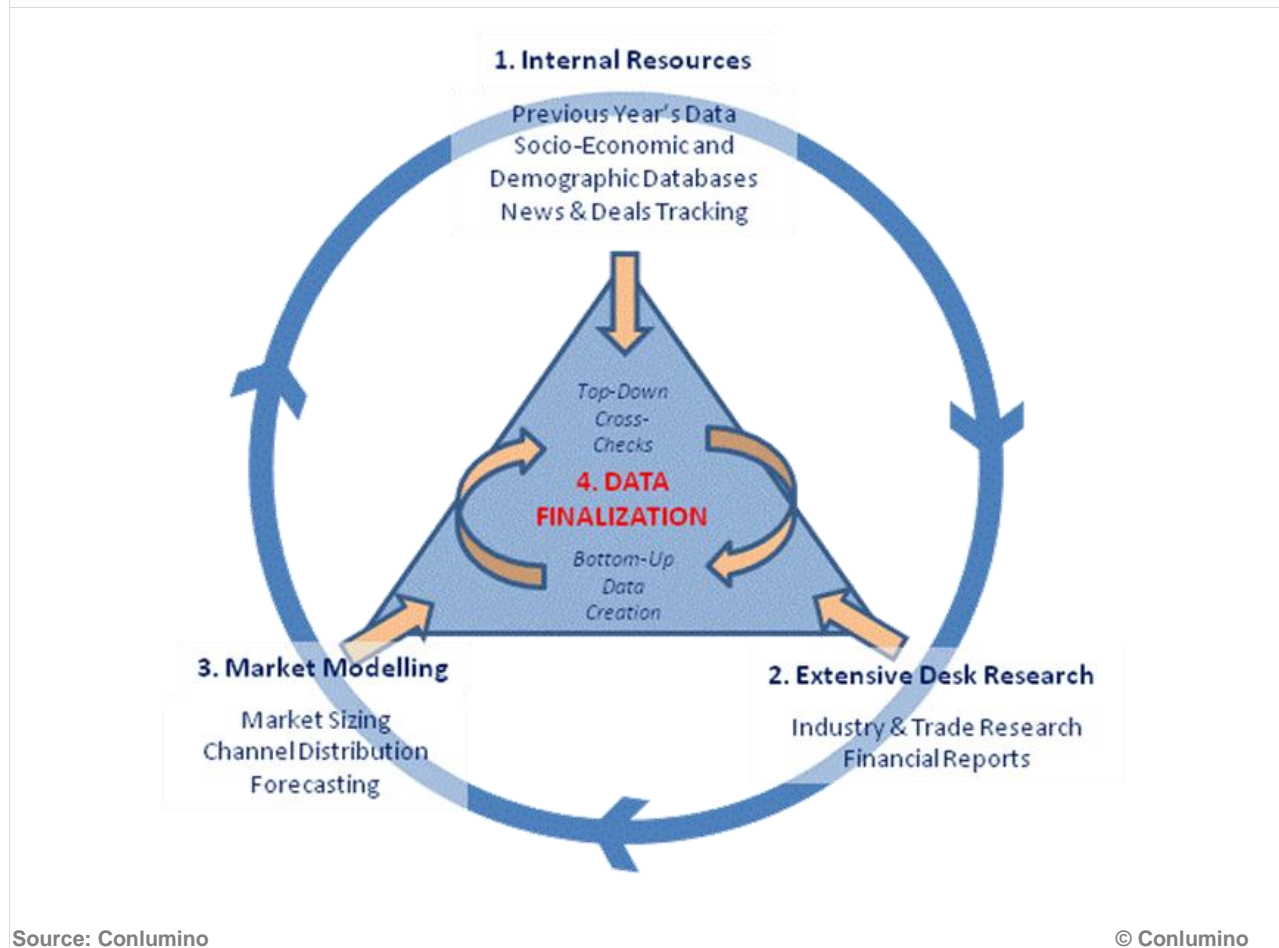 1. Internal Resources
Previous Year's Data
Socio-Economic and
Demographic Databases
News & Deals Tracking
Top-Down
Cross-
Checks
4. DATA
FINALIZATION
Bottom-Up
Data
Creation
3. Market Modelling
Market Sizing
Channel Distribution
Forecasting
2. Extensive Desk Research
Industry & Trade Research
Financial Reports
Source: Conlumino
© Conlumino